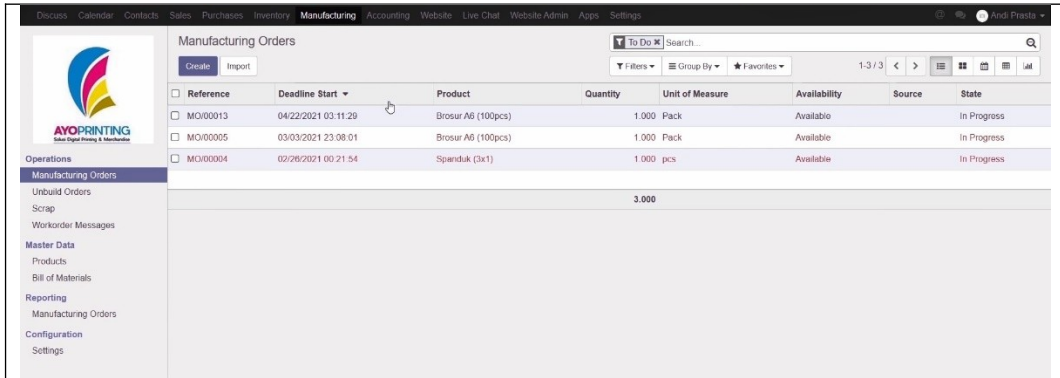 Discuss Calendar Contacts Sales Purchases Inventory Manufacturing Accounting Website Live Chat Website Admin Apps Settings @ Andi Prasta
AYOPRINTING
Solusi Digital Printing & Merchandise
Operations
Manufacturing Orders
Unbuild Orders
Scrap
Workorder Messages
Master Data
Products
Bill of Materials
Reporting
Manufacturing Orders
Configuration
Settings
Manufacturing Orders
To Do Search...
Create Import
Filters Group By Favorites 1-3 / 3
Reference Deadline Start Product Quantity Unit of Measure Availability Source State
MO/00013 04/22/2021 03:11:29 Brosur A6 (100pcs) 1.000 Pack Available In Progress
MO/00005 03/03/2021 23:08:01 Brosur A6 (100pcs) 1.000 Pack Available In Progress
MO/00004 02/26/2021 00:21:54 Spanduk (3x1) 1.000 pcs Available In Progress
3.000